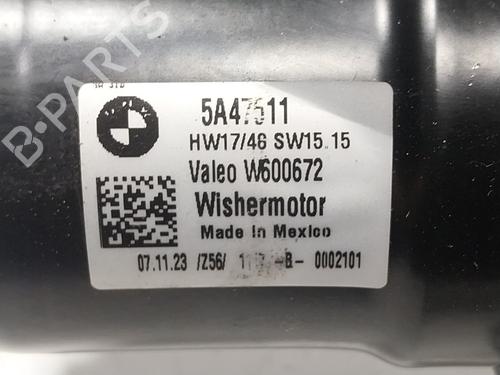 B-PARTS
5A47511
HW17/46 SW15.15
Valeo W600672
Wishermotor
Made In Mexico
07.11.23 /Z56/ -B- 0002101